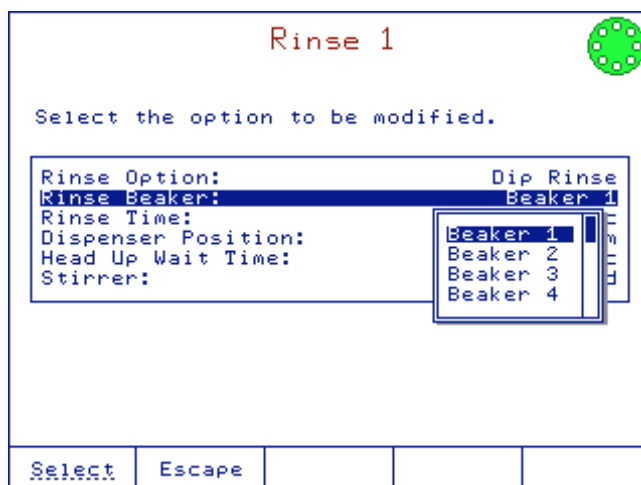 Rinse 1
Select the option to be modified.
Rinse Option: Dip Rinse
Rinse Beaker: Beaker 1
Rinse Time:
Dispenser Position:
Head Up Wait Time:
Stirrer:
Beaker 1
Beaker 2
Beaker 3
Beaker 4
Select Escape